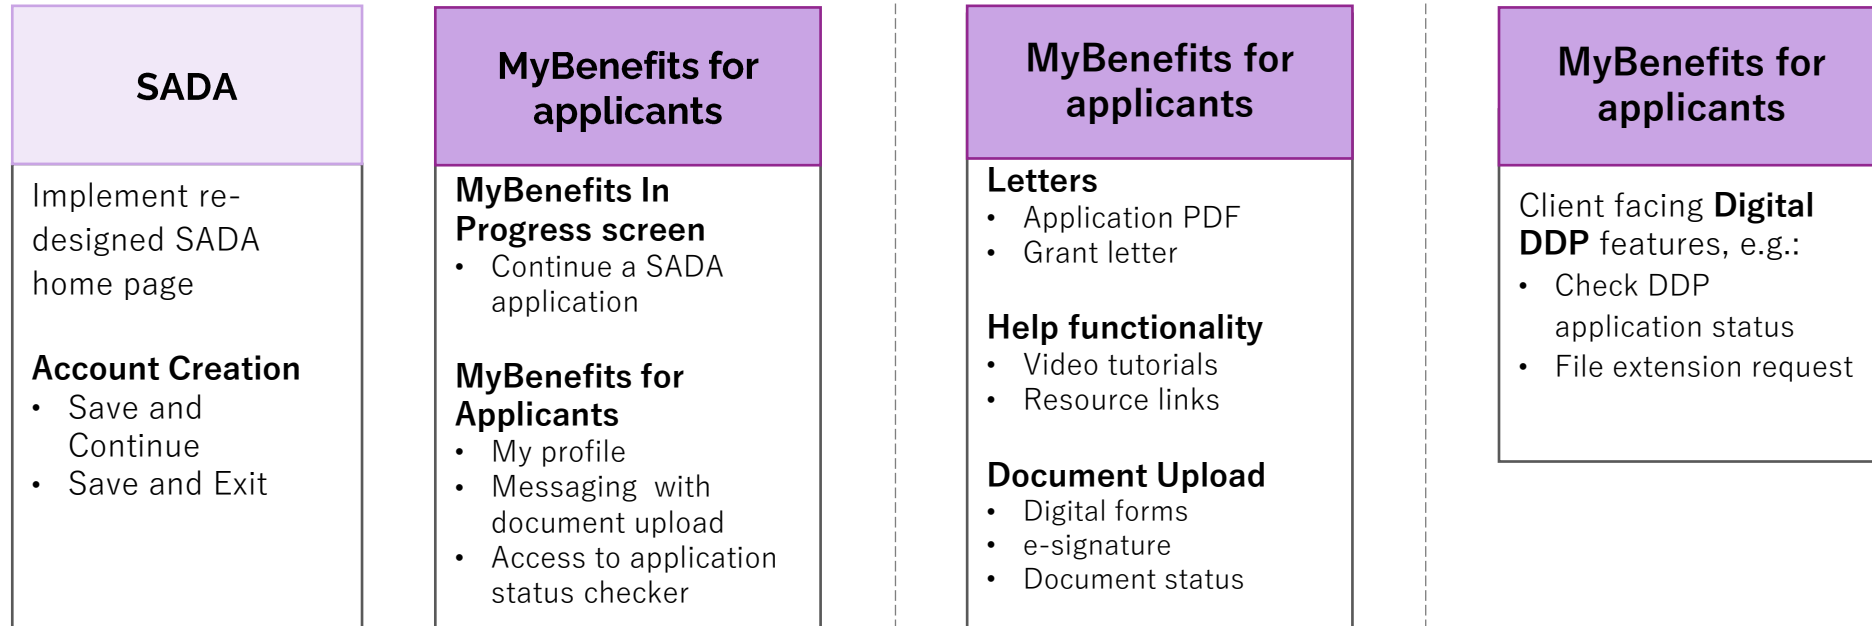 SADA
Implement re-
designed SADA
home page
Account Creation
• Save and
Continue
• Save and Exit
MyBenefits for
applicants
MyBenefits In
Progress screen
• Continue a SADA
application
MyBenefits for
Applicants
• My profile
• Messaging with
document upload
• Access to application
status checker
MyBenefits for
applicants
Letters
• Application PDF
• Grant letter
Help functionality
• Video tutorials
• Resource links
Document Upload
• Digital forms
• e-signature
• Document status
MyBenefits for
applicants
Client facing Digital
DDP features, e.g.:
• Check DDP
application status
• File extension request